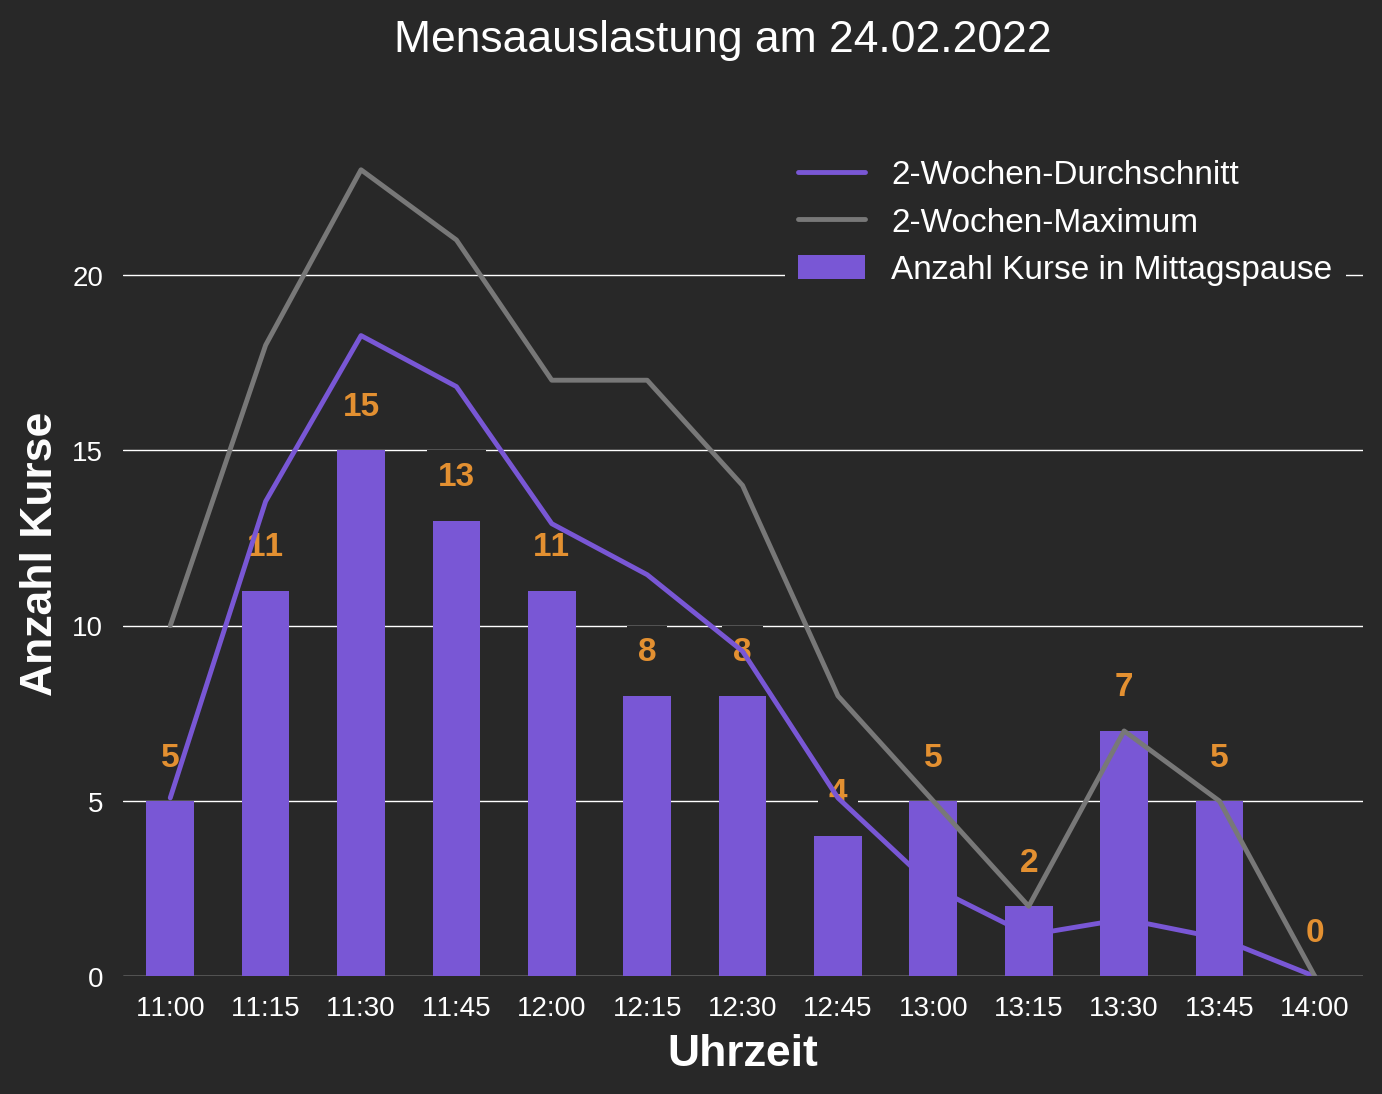 Mensaauslastung am 24.02.2022
2-Wochen-Durchschnitt
2-Wochen-Maximum
Anzahl Kurse in Mittagspause
Anzahl Kurse
20
15
10
5
0
5
11
15
13
11
8
8
4
5
2
7
5
0
11:00 11:15 11:30 11:45 12:00 12:15 12:30 12:45 13:00 13:15 13:30 13:45 14:00
Uhrzeit